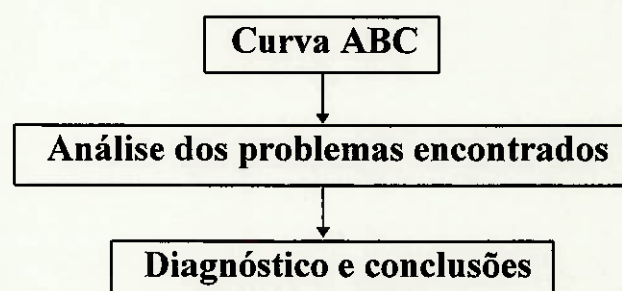 Curva ABC
Análise dos problemas encontrados
Diagnóstico e conclusões